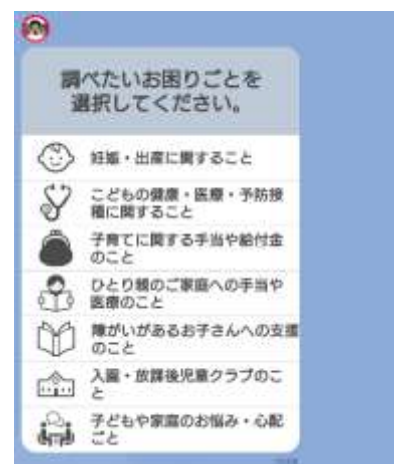 調べたいお困りごとを
選択してください。
妊娠・出産に関すること
こどもの健康・医療・予防接
種に関すること
子育てに関する手当や給付金
のこと
ひとり親のご家庭への手当や
医療のこと
障がいがあるお子さんへの支援
のこと
入園・放課後児童クラブのこ
と
子どもや家庭のお悩み・心配
ごと